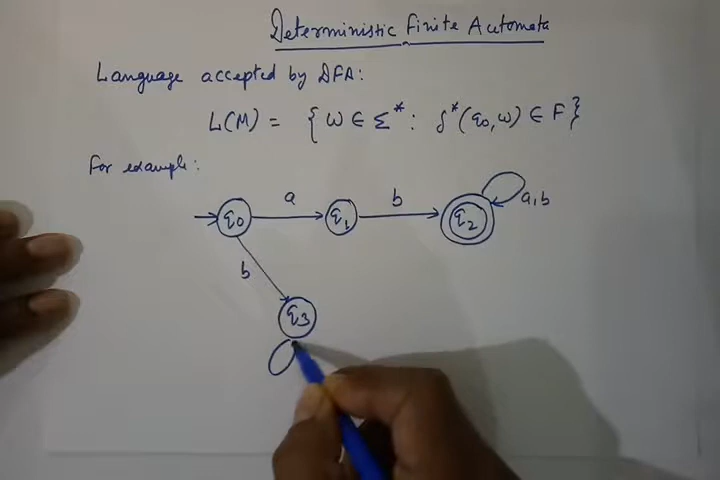 Deterministic Finite Automata
Language accepted by DFA:
L(M) = { w ∈ Σ* : δ*(q0, w) ∈ F }
For example:
a b a,b
q0 q1 q2
b
q3